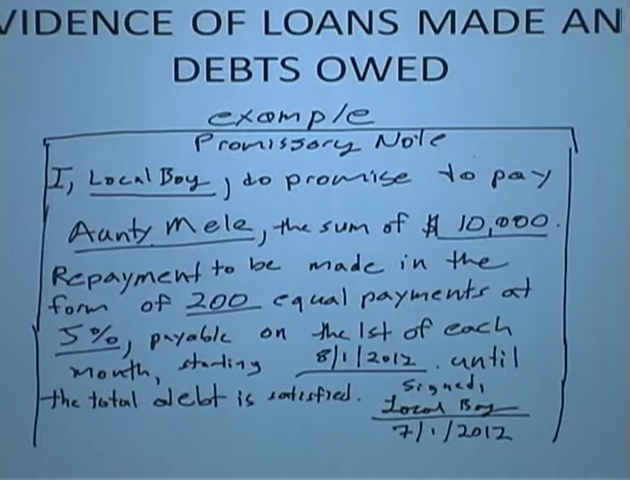 VIDENCE OF LOANS MADE AN
DEBTS OWED
example
Promissory Note
I, Local Boy, do promise to pay
Aunty Mele, the sum of $ 10,000.
Repayment to be made in the
form of 200 equal payments at
5%, payable on the 1st of each
month, starting 8/1/2012 . until
the total debt is satisfied.
signed,
Local Boy
7/1/2012